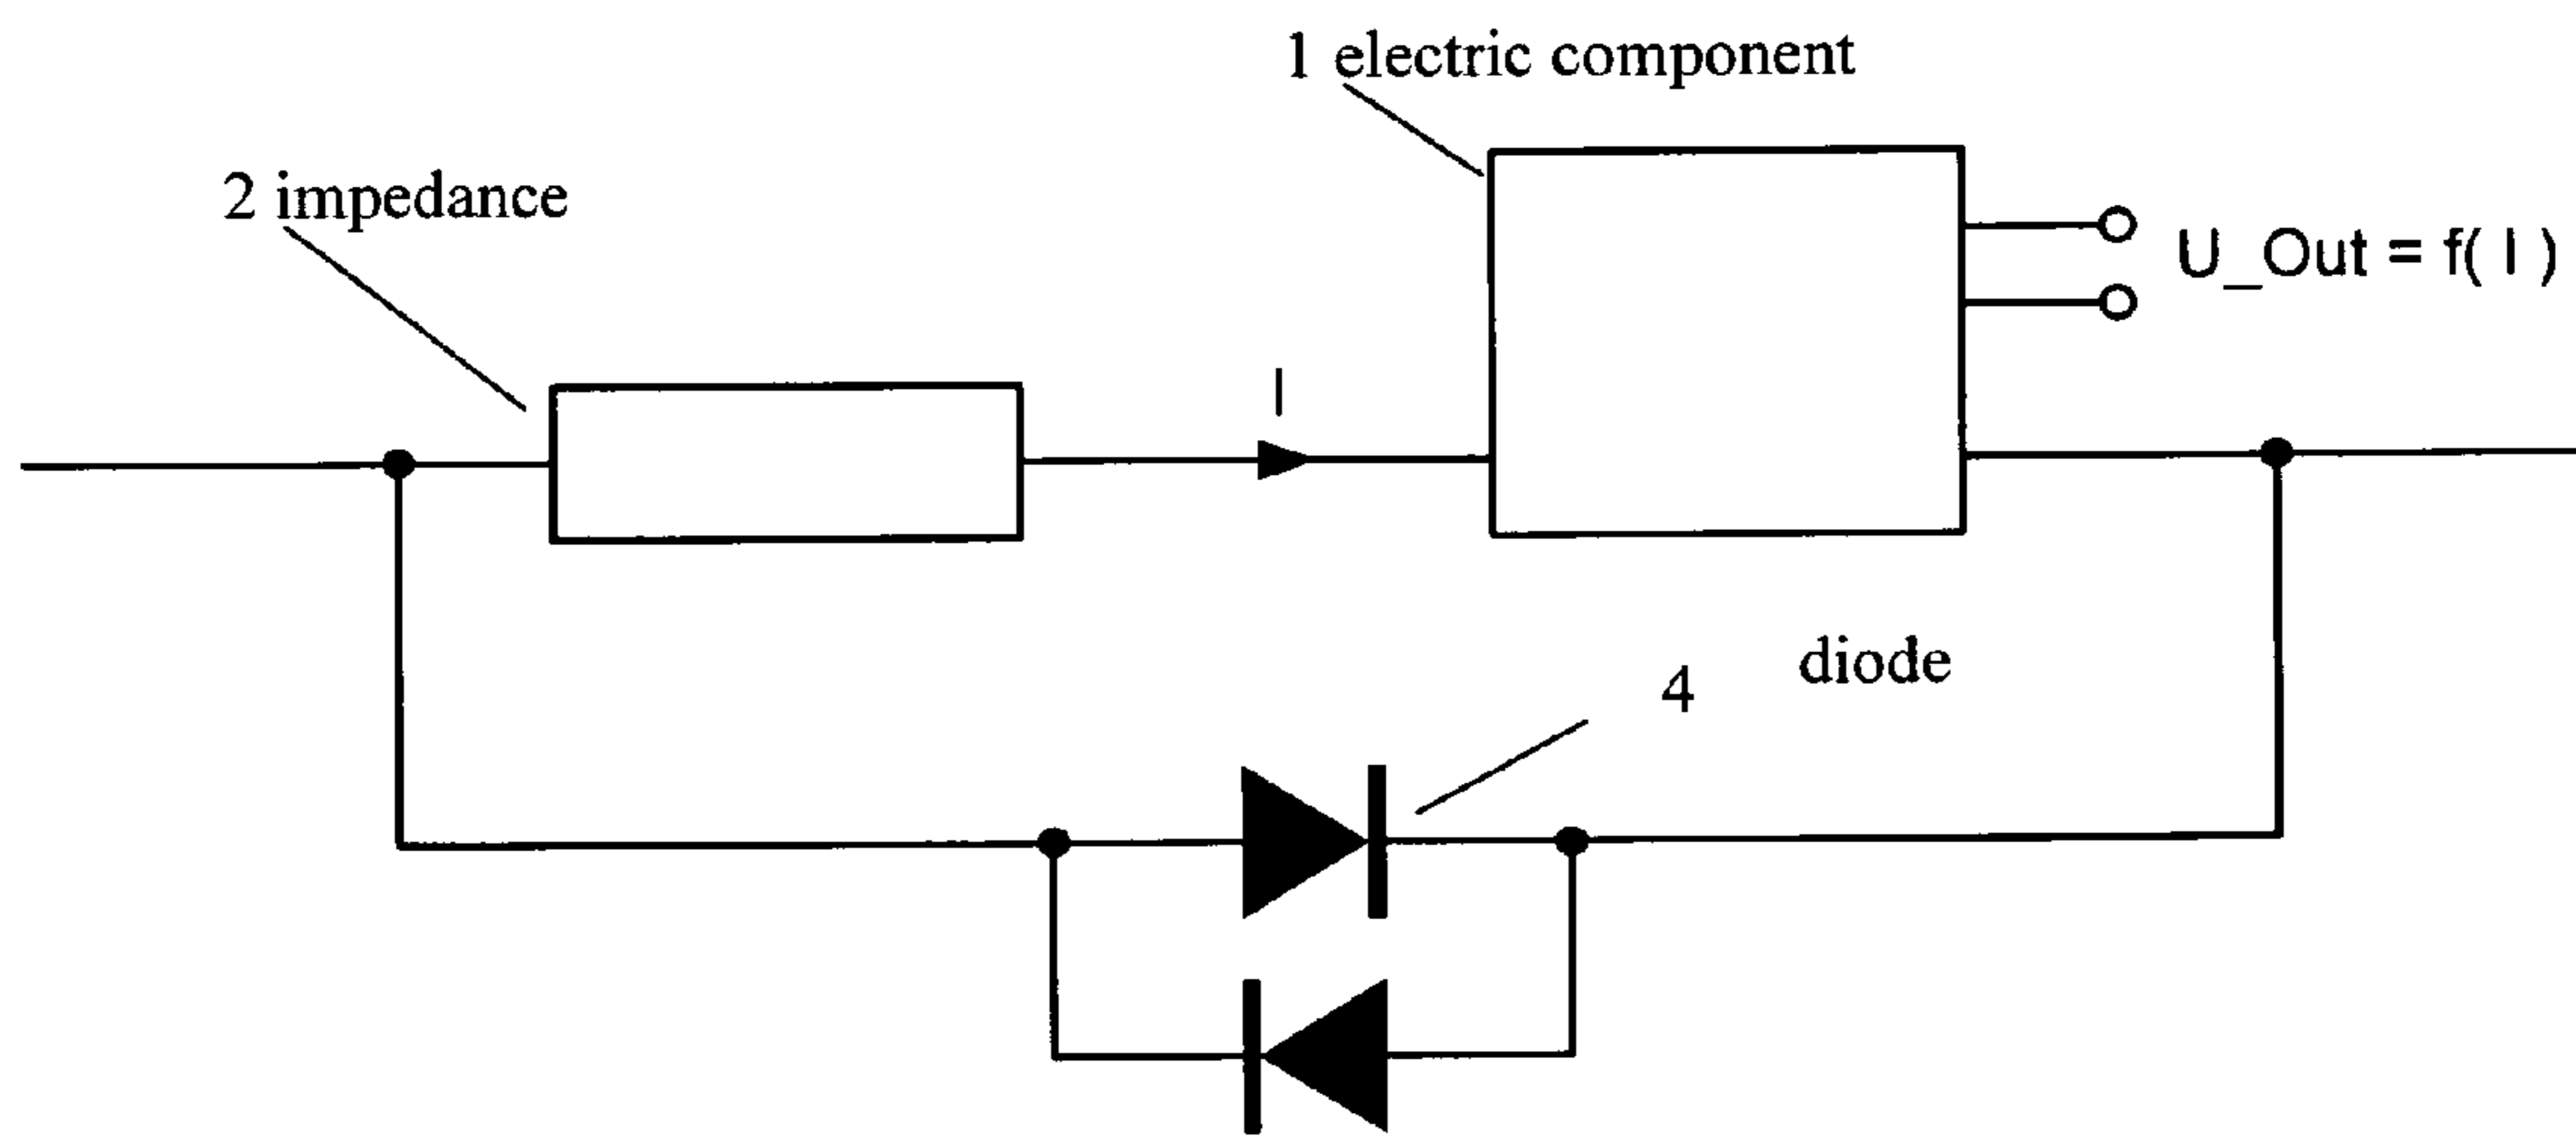 1 electric component
2 impedance
U_Out = f( I )
I
4 diode